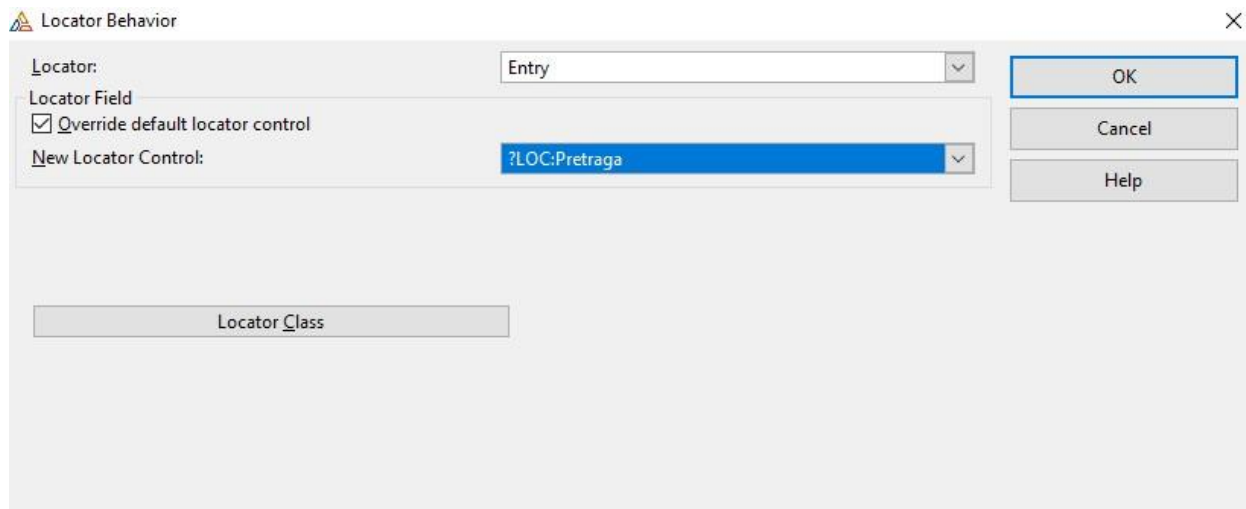 Locator Behavior
Locator: Entry OK
Locator Field
Override default locator control Cancel
New Locator Control: ?LOC:Pretraga Help
Locator Class